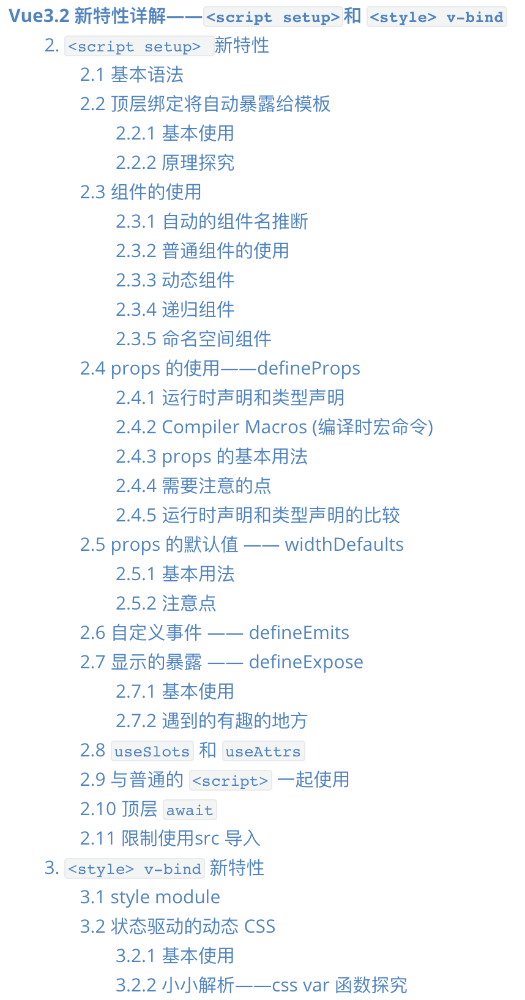 Vue3.2 新特性详解——<script setup>和 <style> v-bind
2. <script setup> 新特性
2.1 基本语法
2.2 顶层绑定将自动暴露给模板
2.2.1 基本使用
2.2.2 原理探究
2.3 组件的使用
2.3.1 自动的组件名推断
2.3.2 普通组件的使用
2.3.3 动态组件
2.3.4 递归组件
2.3.5 命名空间组件
2.4 props 的使用——defineProps
2.4.1 运行时声明和类型声明
2.4.2 Compiler Macros (编译时宏命令)
2.4.3 props 的基本用法
2.4.4 需要注意的点
2.4.5 运行时声明和类型声明的比较
2.5 props 的默认值 —— widthDefaults
2.5.1 基本用法
2.5.2 注意点
2.6 自定义事件 —— defineEmits
2.7 显示的暴露 —— defineExpose
2.7.1 基本使用
2.7.2 遇到的有趣的地方
2.8 useSlots 和 useAttrs
2.9 与普通的 <script> 一起使用
2.10 顶层 await
2.11 限制使用src 导入
3. <style> v-bind 新特性
3.1 style module
3.2 状态驱动的动态 CSS
3.2.1 基本使用
3.2.2 小小解析——css var 函数探究